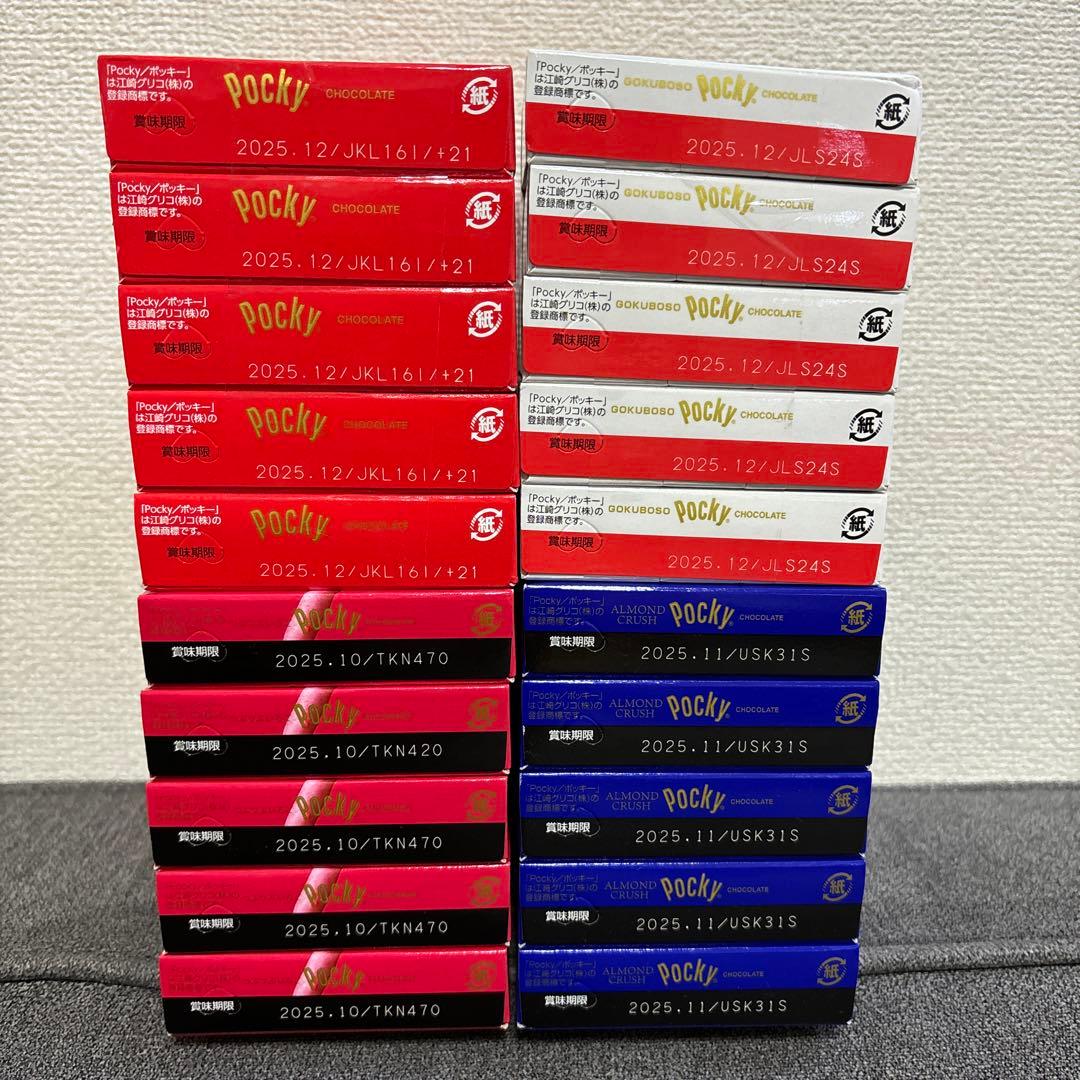 「Pocky／ポッキー」
は江崎グリコ(株)の
登録商標です。
Pocky CHOCOLATE
紙
賞味期限
2025.12/JKL161/+21
「Pocky／ポッキー」
は江崎グリコ(株)の
登録商標です。
Pocky CHOCOLATE
紙
賞味期限
2025.12/JKL161/+21
「Pocky／ポッキー」
は江崎グリコ(株)の
登録商標です。
Pocky CHOCOLATE
紙
賞味期限
2025.12/JKL161/+21
「Pocky／ポッキー」
は江崎グリコ(株)の
登録商標です。
Pocky CHOCOLATE
紙
賞味期限
2025.12/JKL161/+21
「Pocky／ポッキー」
は江崎グリコ(株)の
登録商標です。
Pocky CHOCOLATE
紙
賞味期限
2025.12/JKL161/+21
Pocky
紙
賞味期限
2025.10/TKN470
Pocky
紙
賞味期限
2025.10/TKN420
Pocky
紙
賞味期限
2025.10/TKN470
Pocky
紙
賞味期限
2025.10/TKN470
Pocky
紙
賞味期限
2025.10/TKN470
「Pocky／ポッキー」
は江崎グリコ(株)の
登録商標です。
GOKUBOSO Pocky CHOCOLATE
紙
賞味期限
2025.12/JLS24S
「Pocky／ポッキー」
は江崎グリコ(株)の
登録商標です。
GOKUBOSO Pocky CHOCOLATE
紙
賞味期限
2025.12/JLS24S
「Pocky／ポッキー」
は江崎グリコ(株)の
登録商標です。
GOKUBOSO Pocky CHOCOLATE
紙
賞味期限
2025.12/JLS24S
「Pocky／ポッキー」
は江崎グリコ(株)の
登録商標です。
GOKUBOSO Pocky CHOCOLATE
紙
賞味期限
2025.12/JLS24S
「Pocky／ポッキー」
は江崎グリコ(株)の
登録商標です。
GOKUBOSO Pocky CHOCOLATE
紙
賞味期限
2025.12/JLS24S
「Pocky／ポッキー」
は江崎グリコ(株)の
登録商標です。
ALMOND
CRUSH
Pocky CHOCOLATE
紙
賞味期限
2025.11/USK31S
「Pocky／ポッキー」
は江崎グリコ(株)の
登録商標です。
ALMOND
CRUSH
Pocky CHOCOLATE
紙
賞味期限
2025.11/USK31S
「Pocky／ポッキー」
は江崎グリコ(株)の
登録商標です。
ALMOND
CRUSH
Pocky CHOCOLATE
紙
賞味期限
2025.11/USK31S
「Pocky／ポッキー」
は江崎グリコ(株)の
登録商標です。
ALMOND
CRUSH
Pocky CHOCOLATE
紙
賞味期限
2025.11/USK31S
「Pocky／ポッキー」
は江崎グリコ(株)の
登録商標です。
ALMOND
CRUSH
Pocky CHOCOLATE
紙
賞味期限
2025.11/USK31S